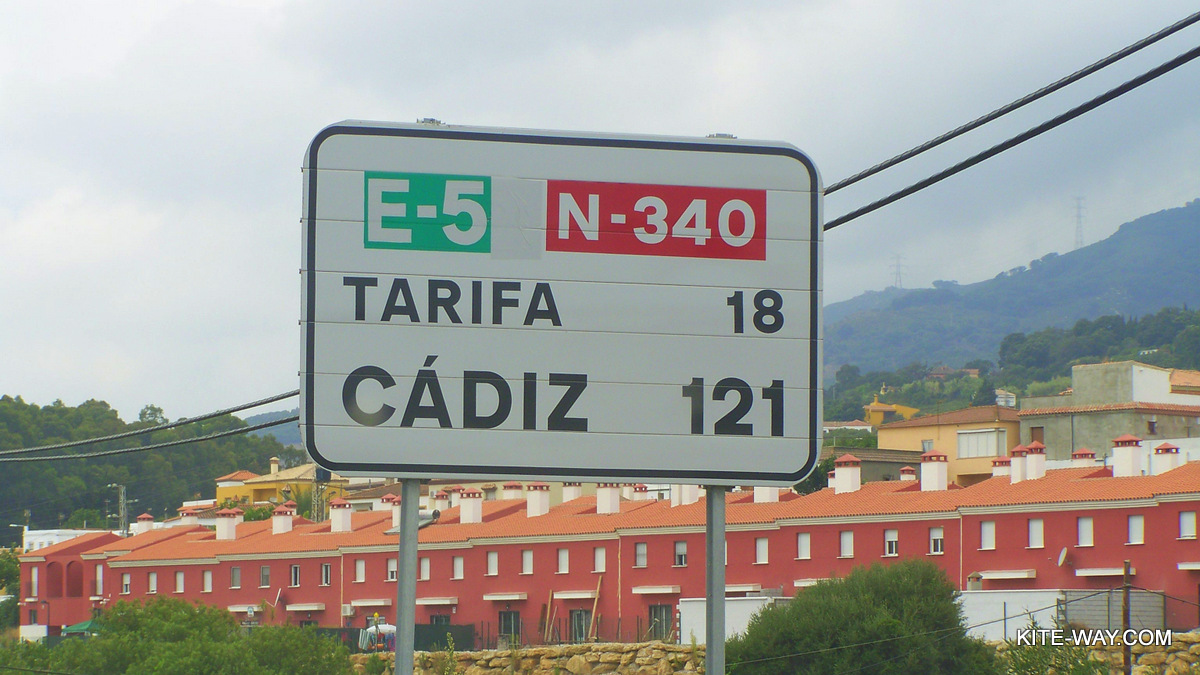 E-5 N-340
TARIFA 18
CÁDIZ 121
KITE-WAY.COM